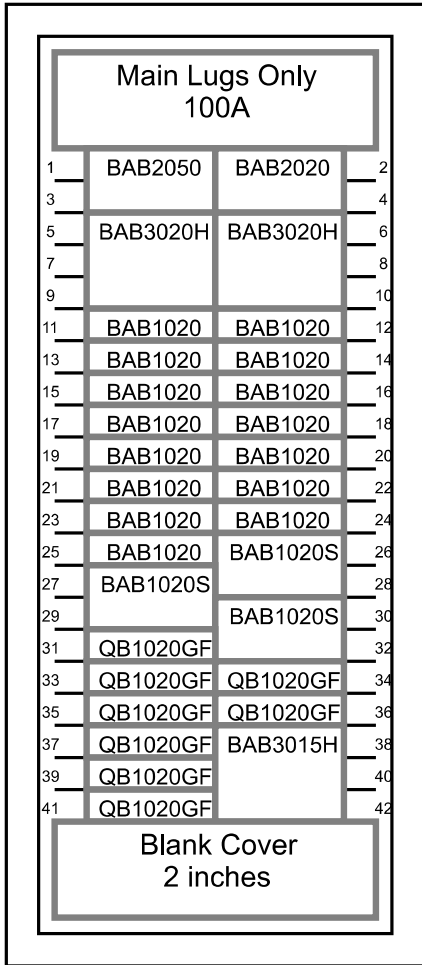 Main Lugs Only
100A
1 BAB2050 BAB2020 2
3 4
5 BAB3020H BAB3020H 6
7 8
9 10
11 BAB1020 BAB1020 12
13 BAB1020 BAB1020 14
15 BAB1020 BAB1020 16
17 BAB1020 BAB1020 18
19 BAB1020 BAB1020 20
21 BAB1020 BAB1020 22
23 BAB1020 BAB1020 24
25 BAB1020 BAB1020S 26
27 BAB1020S 28
29 BAB1020S 30
31 QB1020GF 32
33 QB1020GF QB1020GF 34
35 QB1020GF QB1020GF 36
37 QB1020GF BAB3015H 38
39 QB1020GF 40
41 QB1020GF 42
Blank Cover
2 inches